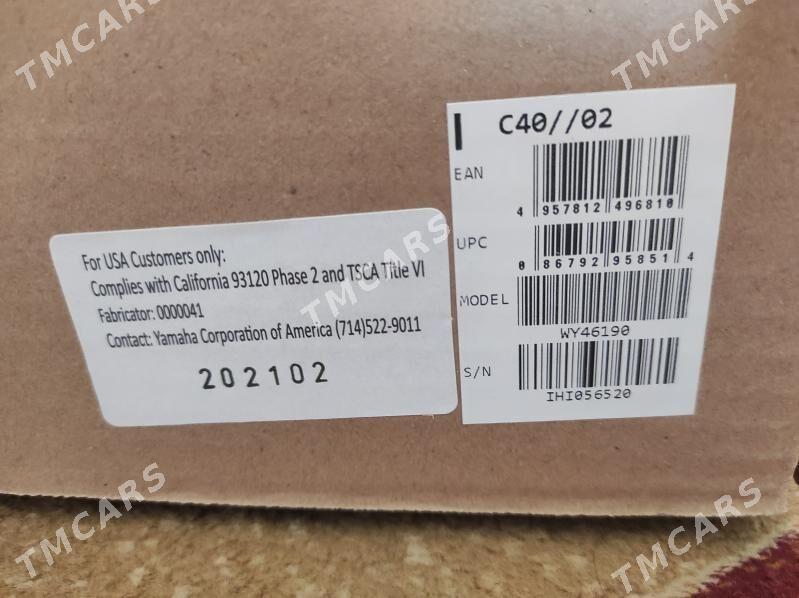 TMCARS
TMCARS
For USA Customers only:
Complies with California 93120 Phase 2 and TSCA Title VI
Fabricator: 0000041
Contact: Yamaha Corporation of America (714)522-9011
202102
C40//02
EAN
4 957812 496810
UPC
0 86792 95851 4
MODEL
WY46190
S/N
IHI056520
TMCARS
TMCARS
TMCARS
TMCARS